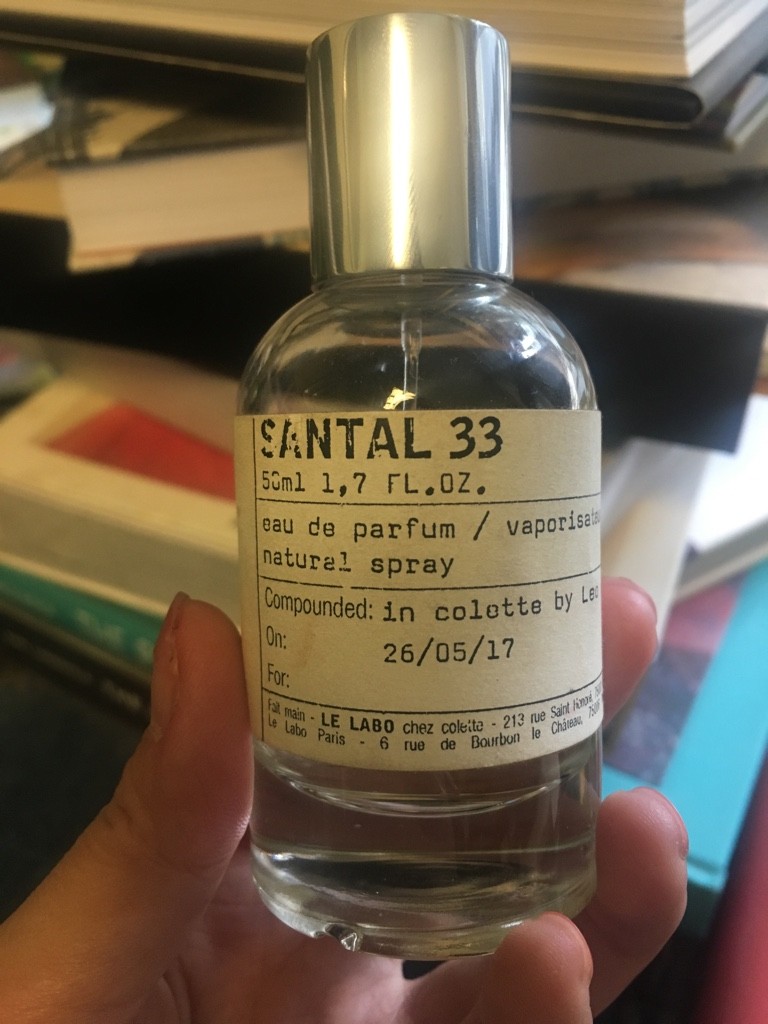 SANTAL 33
50ml 1,7 FL.OZ.
eau de parfum / vaporisateu
natural spray
Compounded: in colette by Leo
On: 26/05/17
For:
Fait main - LE LABO chez colette - 213 rue Saint Honoré,
Le Labo Paris - 6 rue de Bourbon le Château,